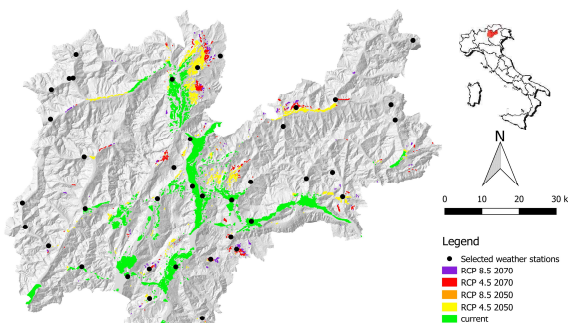 N
0 10 20 30 k
Legend
Selected weather stations
RCP 8.5 2070
RCP 4.5 2070
RCP 8.5 2050
RCP 4.5 2050
current